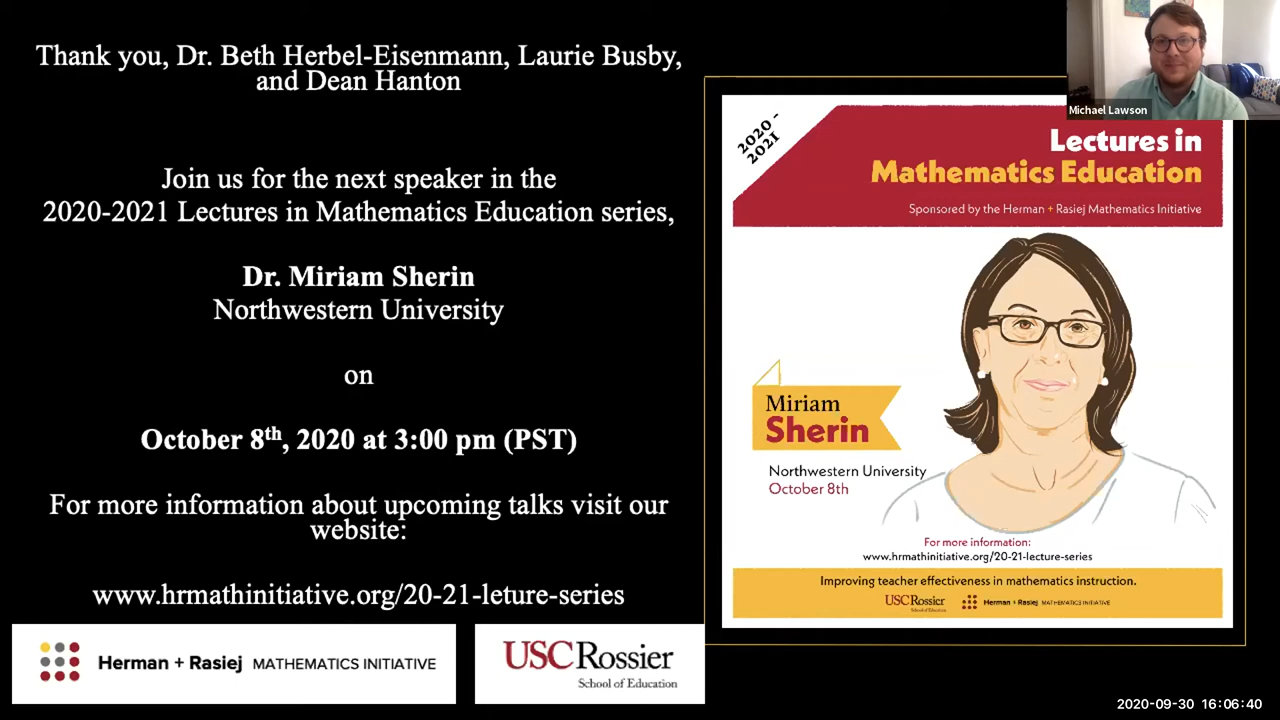 Thank you, Dr. Beth Herbel-Eisenmann, Laurie Busby,
and Dean Hanton
Join us for the next speaker in the
2020-2021 Lectures in Mathematics Education series,
Dr. Miriam Sherin
Northwestern University
on
October 8th, 2020 at 3:00 pm (PST)
For more information about upcoming talks visit our
website:
www.hrmathinitiative.org/20-21-leture-series
Herman + Rasiej MATHEMATICS INITIATIVE
USC Rossier
School of Education
Michael Lawson
2020 -
2021
Lectures in
Mathematics Education
Sponsored by the Herman + Rasiej Mathematics Initiative
Miriam
Sherin
Northwestern University
October 8th
For more information:
www.hrmathinitiative.org/20-21-lecture-series
Improving teacher effectiveness in mathematics instruction.
USC Rossier
School of Education
Herman + Rasiej MATHEMATICS INITIATIVE
2020-09-30 16:06:40